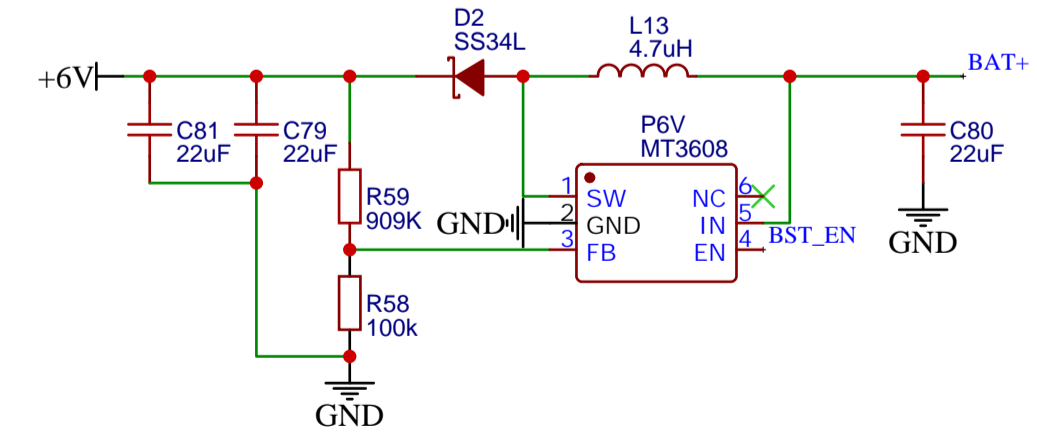 D2
SS34L
L13
4.7uH
+6V
BAT+
C81
22uF
C79
22uF
P6V
MT3608
C80
22uF
R59
909K
1
SW
NC
6
GND
2
GND
IN
5
3
FB
EN
4
BST_EN
GND
R58
100k
GND